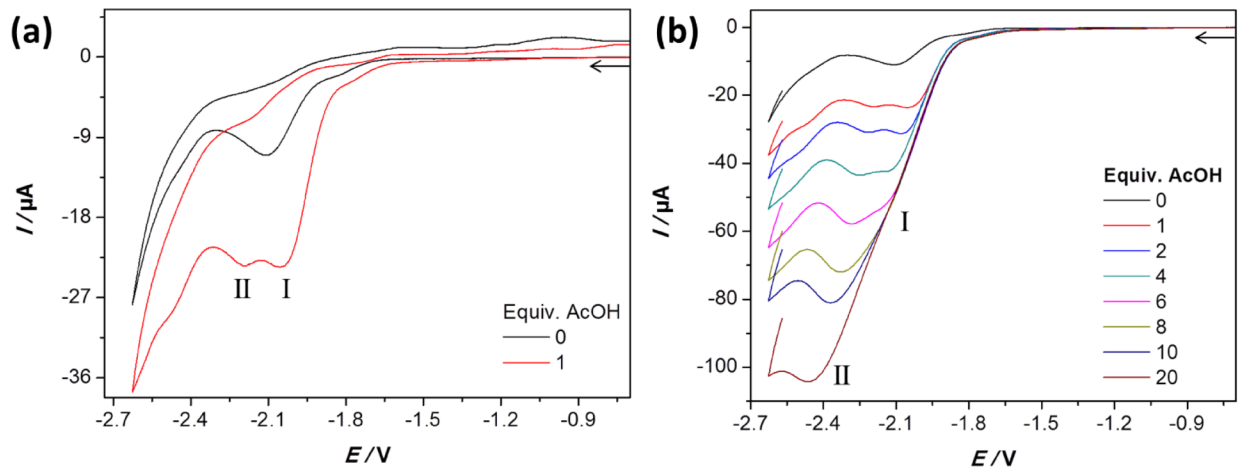 (a)
0
-9
-18
-27
-36
I /µA
II I
Equiv. AcOH
0
1
-2.7 -2.4 -2.1 -1.8 -1.5 -1.2 -0.9
E /V
(b)
0
-20
-40
-60
-80
-100
I /µA
I
II
Equiv. AcOH
0
1
2
4
6
8
10
20
-2.7 -2.4 -2.1 -1.8 -1.5 -1.2 -0.9
E /V